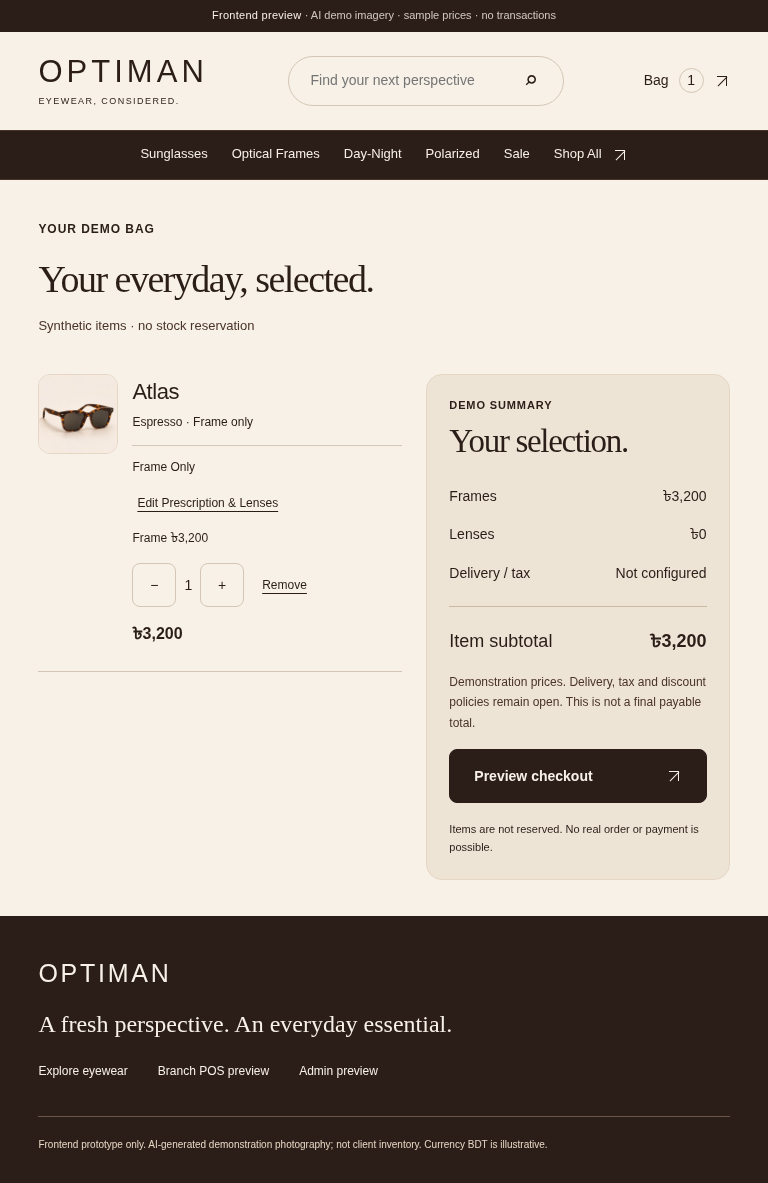 Frontend preview · AI demo imagery · sample prices · no transactions
OPTIMAN
EYEWEAR, CONSIDERED.
Find your next perspective
Bag 1
Sunglasses Optical Frames Day-Night Polarized Sale Shop All
YOUR DEMO BAG
Your everyday, selected.
Synthetic items · no stock reservation
Atlas
Espresso · Frame only
Frame Only
Edit Prescription & Lenses
Frame ৳3,200
− 1 + Remove
৳3,200
DEMO SUMMARY
Your selection.
Frames ৳3,200
Lenses ৳0
Delivery / tax Not configured
Item subtotal ৳3,200
Demonstration prices. Delivery, tax and discount
policies remain open. This is not a final payable
total.
Preview checkout
Items are not reserved. No real order or payment is
possible.
OPTIMAN
A fresh perspective. An everyday essential.
Explore eyewear Branch POS preview Admin preview
Frontend prototype only. AI-generated demonstration photography; not client inventory. Currency BDT is illustrative.